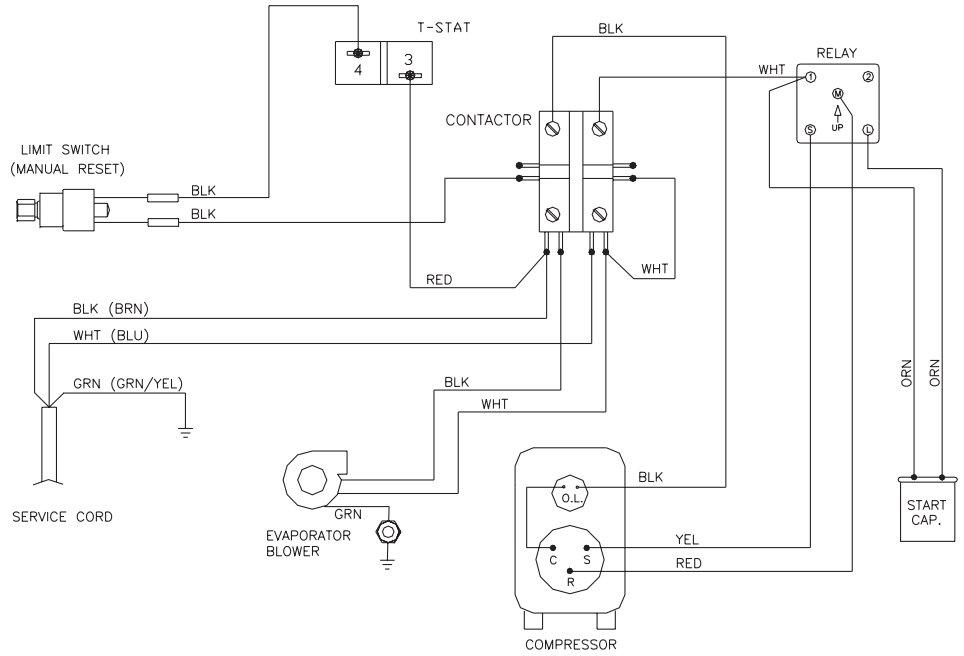 T-STAT
4
3
BLK
RELAY
WHT
1
2
M
UP
S
L
CONTACTOR
LIMIT SWITCH
(MANUAL RESET)
BLK
BLK
RED
WHT
BLK (BRN)
WHT (BLU)
GRN (GRN/YEL)
BLK
WHT
ORN
ORN
SERVICE CORD
GRN
EVAPORATOR
BLOWER
O.L.
BLK
C
S
R
YEL
RED
START
CAP.
COMPRESSOR